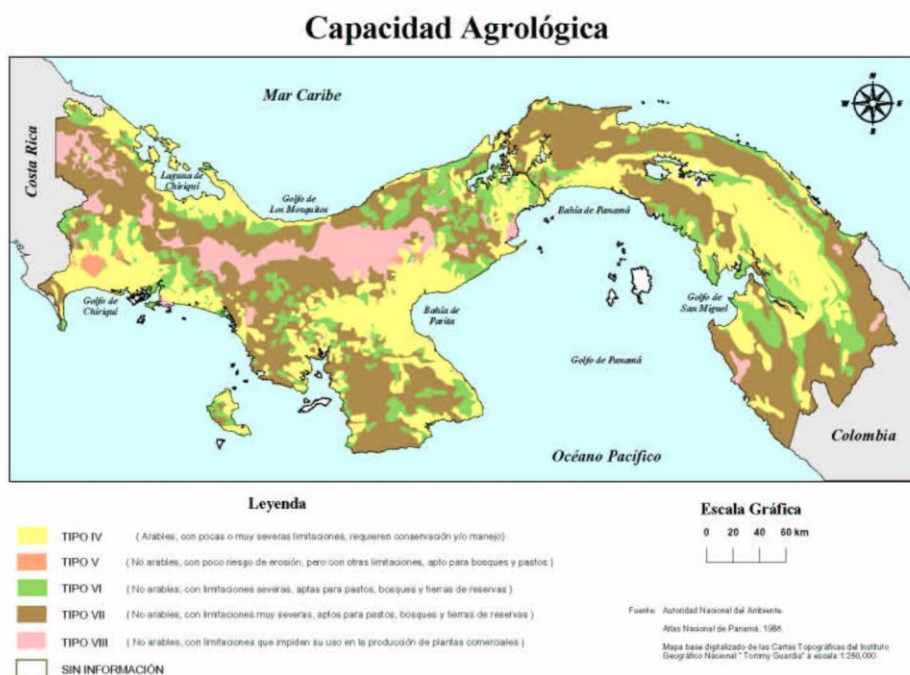 Capacidad Agrológica
Mar Caribe
N
W
E
S
Costa Rica
Laguna de
Chiriquí
Golfo de
Los Mosquitos
Bahía de Panamá
Golfo de
Chiriquí
Bahía de
Parita
Golfo de
San Miguel
Golfo de Panamá
Colombia
Océano Pacífico
Leyenda
TIPO IV ( Arables, con pocas o muy severas limitaciones, requieren conservación y/o manejo)
TIPO V ( No arables, con poco riesgo de erosión, pero con otras limitaciones, apto para bosques y pastos )
TIPO VI ( No arables, con limitaciones severas, aptas para pastos, bosques y tierras de reservas )
TIPO VII ( No arables, con limitaciones muy severas, aptos para pastos, bosques y tierras de reservas )
TIPO VIII ( No arables, con limitaciones que impiden su uso en la producción de plantas comerciales )
SIN INFORMACIÓN
Escala Gráfica
0 20 40 60 km
Fuente: Autoridad Nacional del Ambiente.
Atlas Nacional de Panamá, 1986.
Mapa base digitalizado de las Cartas Topográficas del Instituto
Geográfico Nacional " Tommy Guardia" a escala 1:250,000